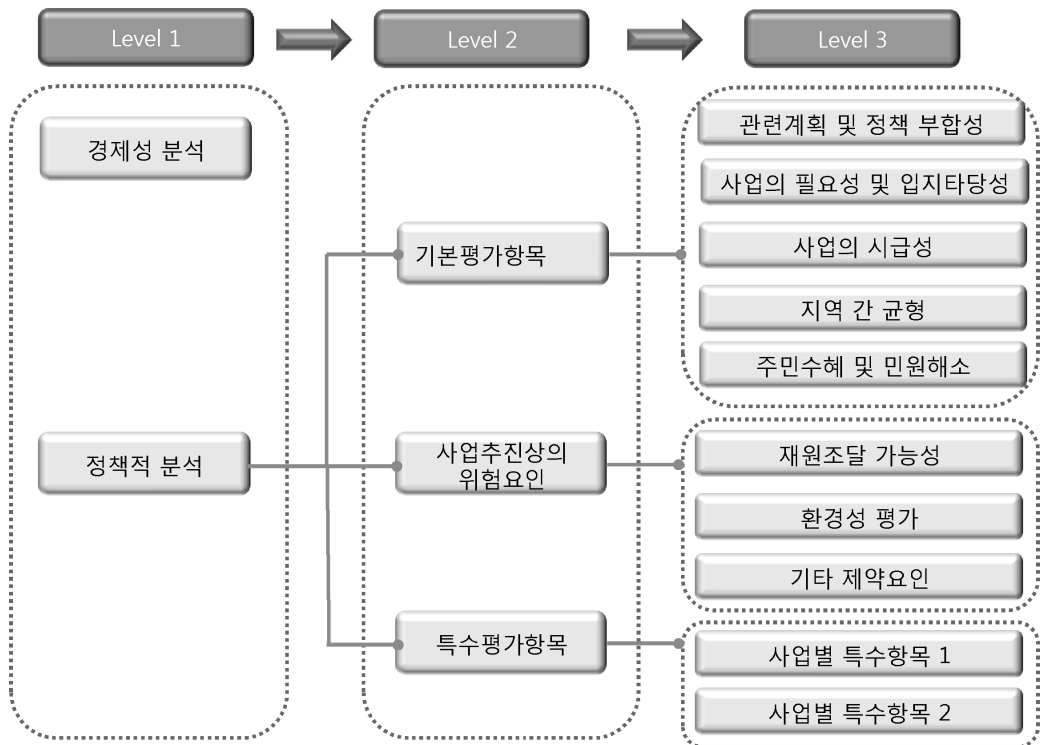 Level 1
Level 2
Level 3
경제성 분석
정책적 분석
기본평가항목
사업추진상의
위험요인
특수평가항목
관련계획 및 정책 부합성
사업의 필요성 및 입지타당성
사업의 시급성
지역 간 균형
주민수혜 및 민원해소
재원조달 가능성
환경성 평가
기타 제약요인
사업별 특수항목 1
사업별 특수항목 2